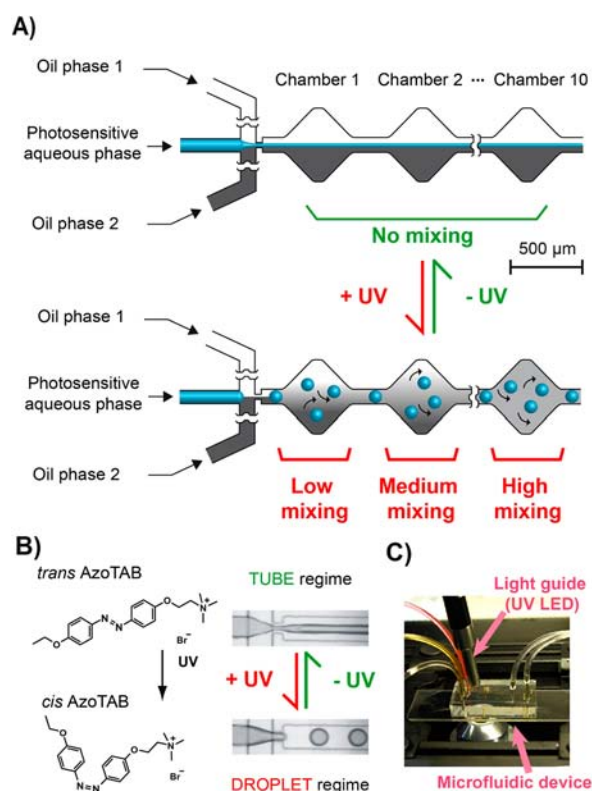 A)
Oil phase 1
Chamber 1
Chamber 2
...
Chamber 10
Photosensitive
aqueous phase
Oil phase 2
No mixing
500 µm
+ UV
- UV
Oil phase 1
Photosensitive
aqueous phase
Oil phase 2
Low
mixing
Medium
mixing
High
mixing
B)
trans AzoTAB
O
N=N
O
N+
Br-
UV
cis AzoTAB
O
N=N
O
N+
Br-
TUBE regime
+ UV
- UV
DROPLET regime
C)
Light guide
(UV LED)
Microfluidic device